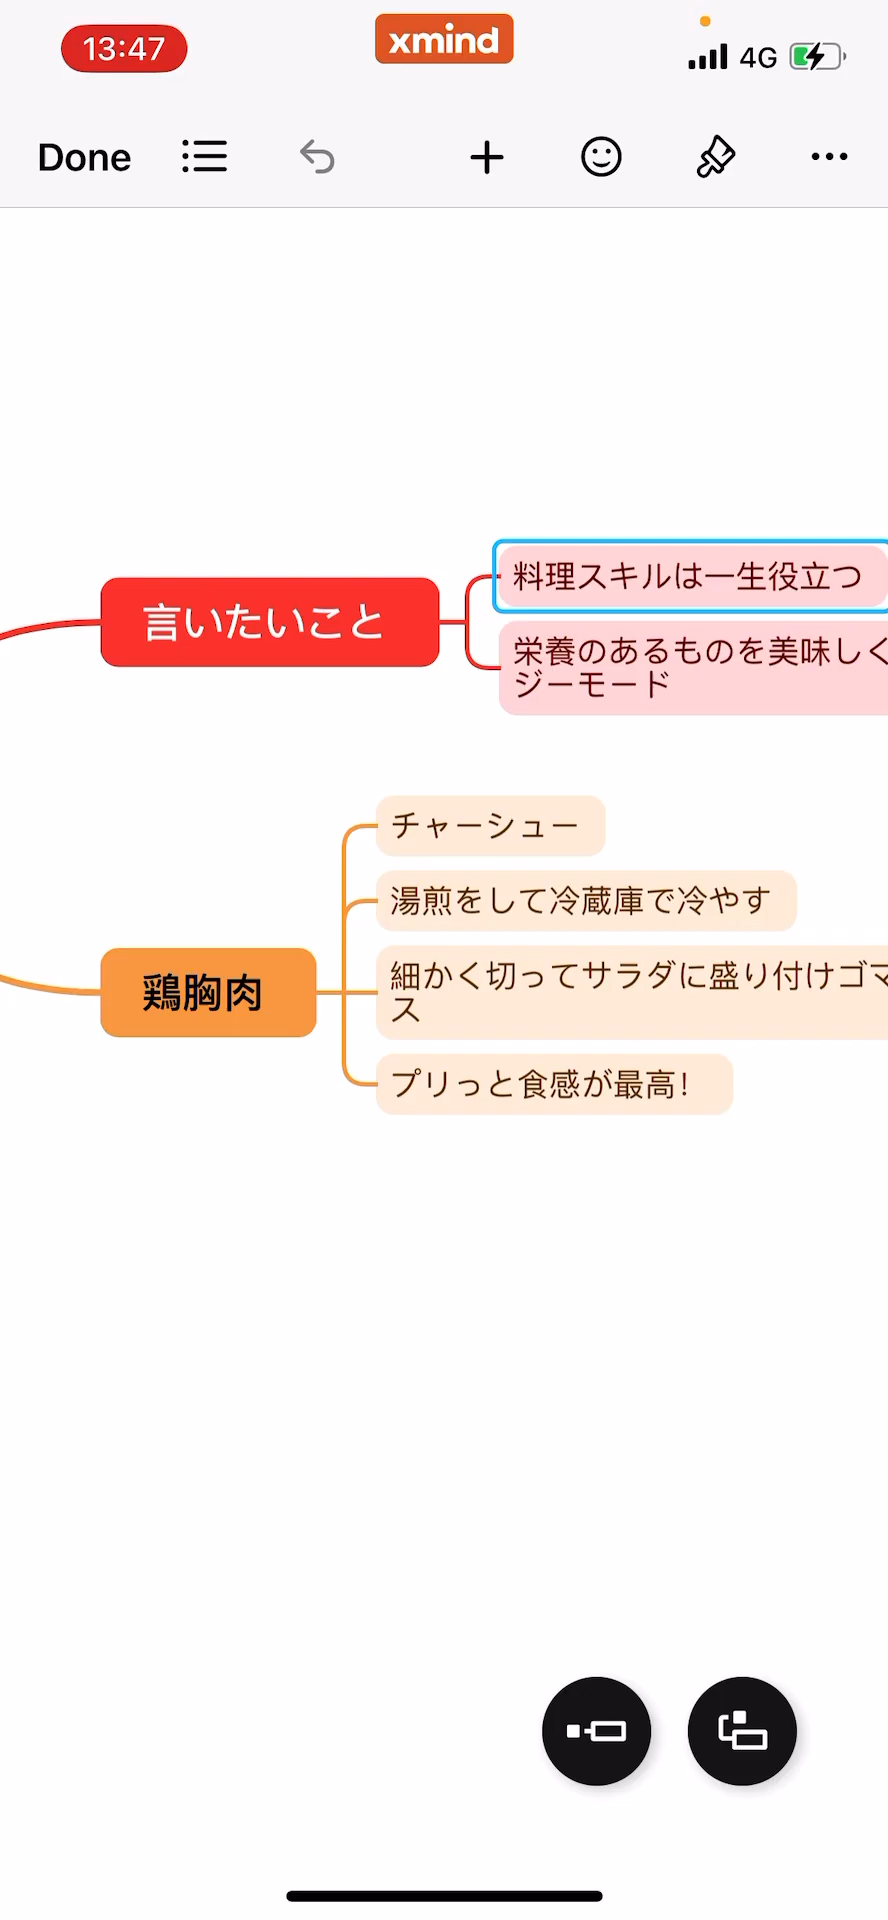 13:47
xmind
4G
Done
料理スキルは一生役立つ
言いたいこと
栄養のあるものを美味しく
ジーモード
チャーシュー
湯煎をして冷蔵庫で冷やす
鶏胸肉
細かく切ってサラダに盛り付けゴマ
ス
プリっと食感が最高!